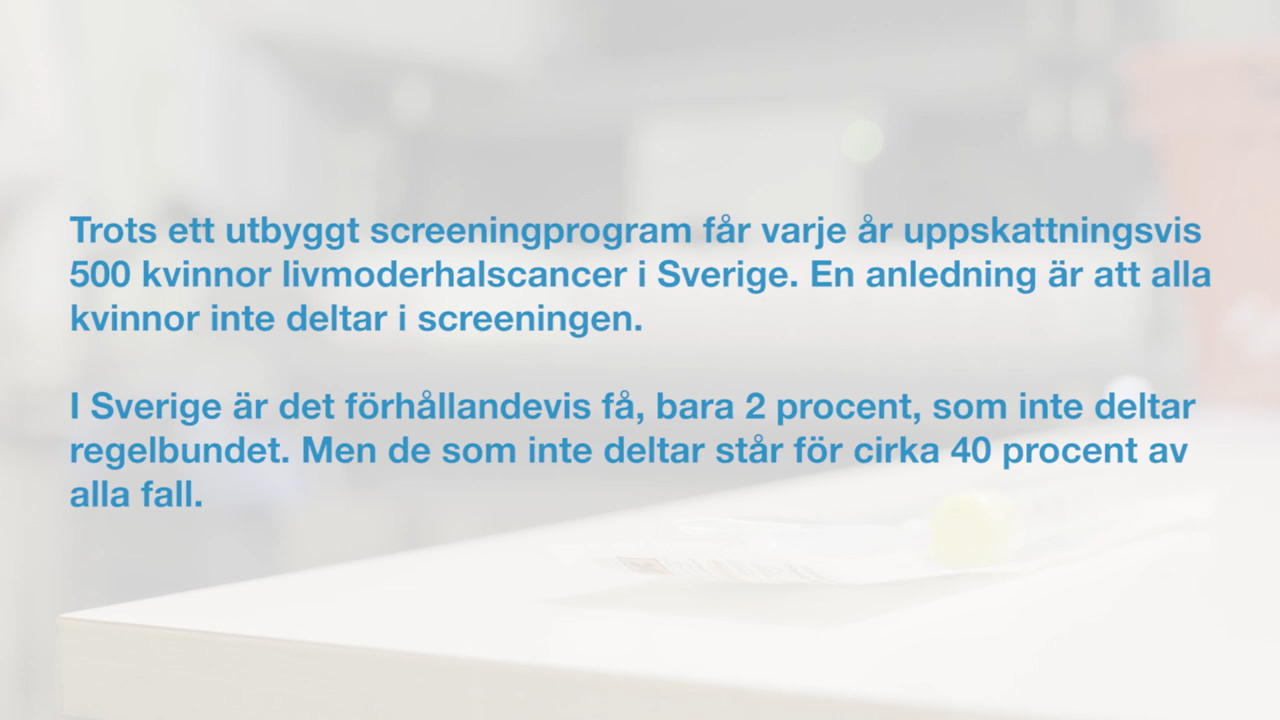 Trots ett utbyggt screeningprogram får varje år uppskattningsvis
500 kvinnor livmoderhalscancer i Sverige. En anledning är att alla
kvinnor inte deltar i screeningen.
I Sverige är det förhållandevis få, bara 2 procent, som inte deltar
regelbundet. Men de som inte deltar står för cirka 40 procent av
alla fall.